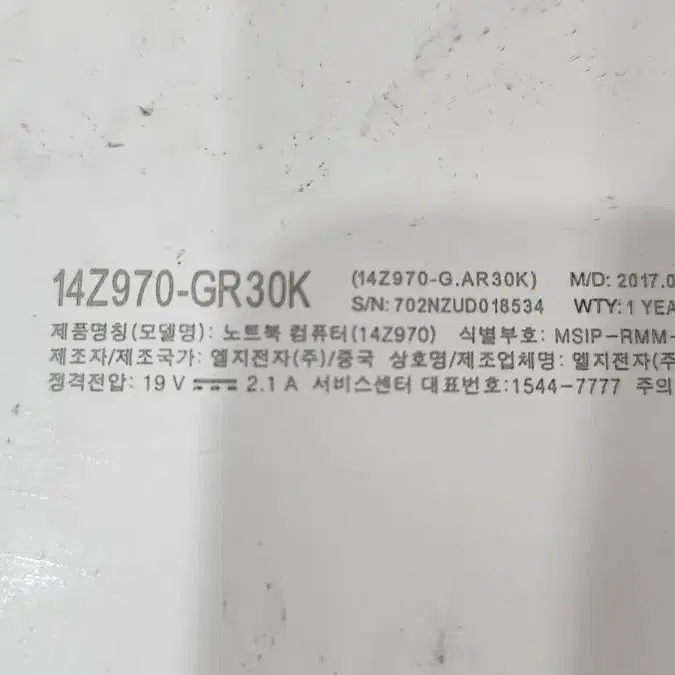 14Z970-GR30K (14Z970-G.AR30K) M/D: 2017.0
S/N: 702NZUD018534 WTY: 1 YEA
제품명칭(모델명): 노트북 컴퓨터(14Z970) 식별부호: MSIP-RMM-
제조자/제조국가: 엘지전자(주)/중국 상호명/제조업체명: 엘지전자(주
정격전압: 19 V 2.1 A 서비스센터 대표번호:1544-7777 주의